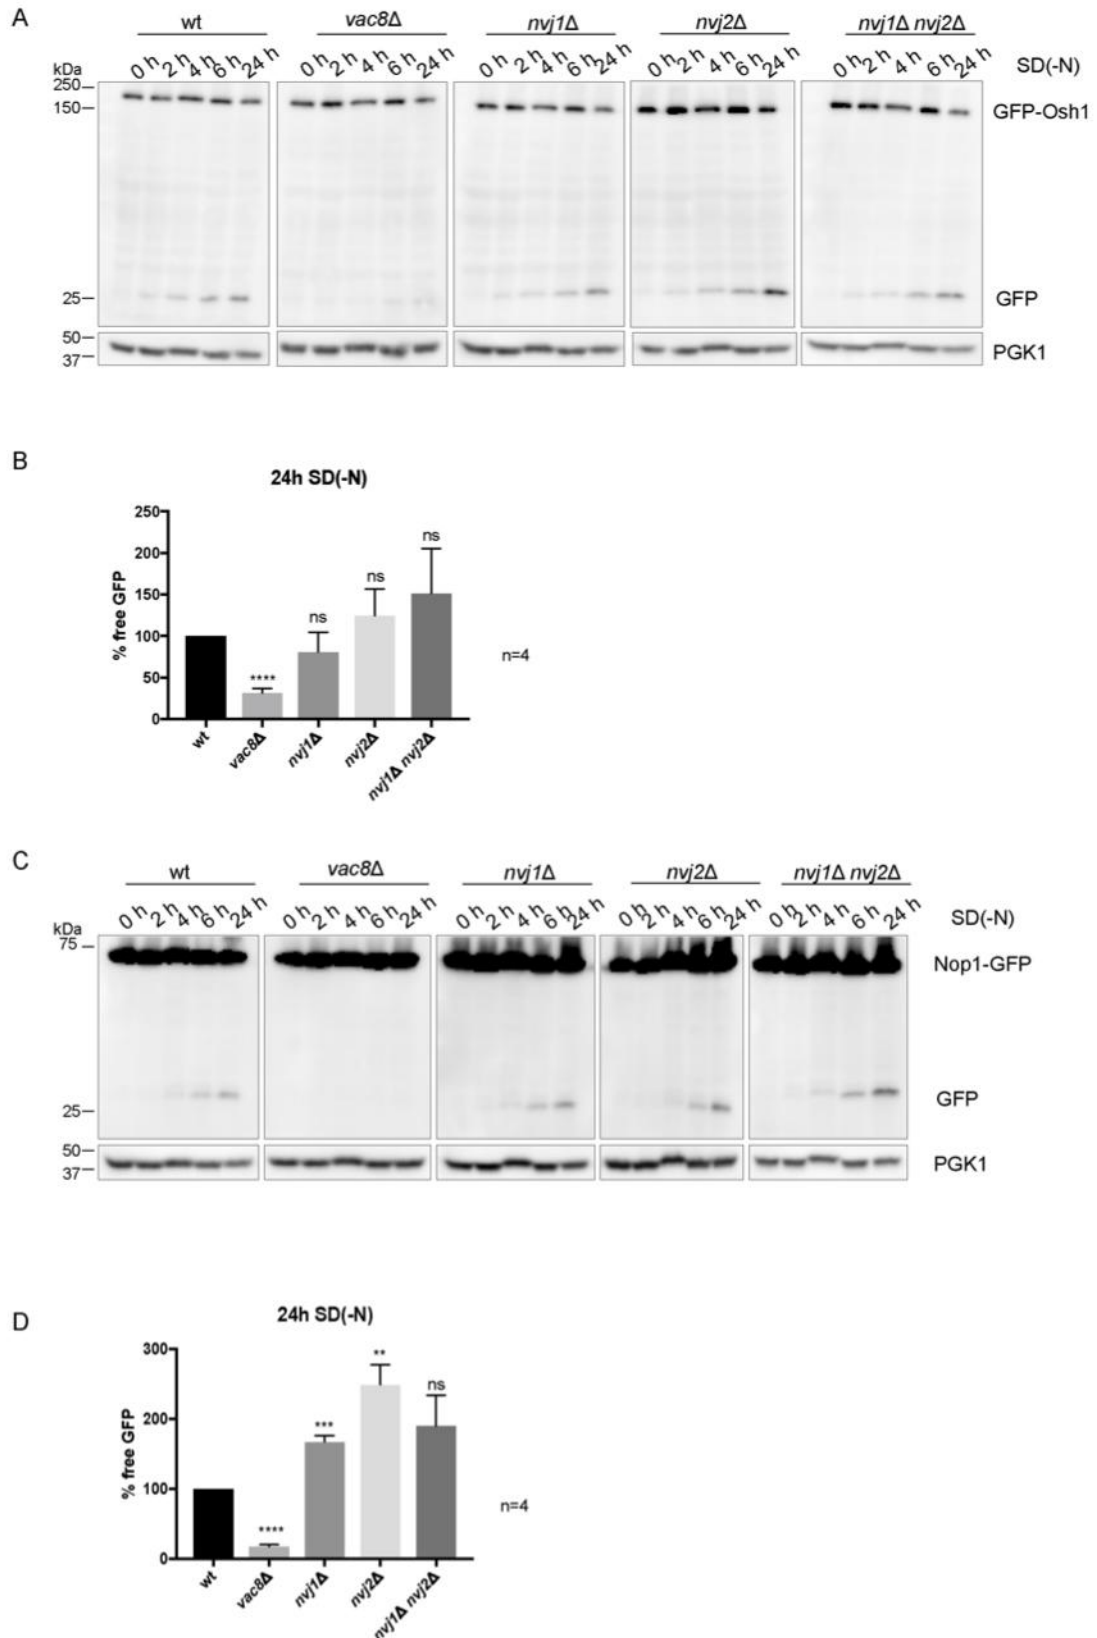 A
wt vac8Δ nvj1Δ nvj2Δ nvj1Δ nvj2Δ
0 h 2 h 4 h 6 h 24 h 0 h 2 h 4 h 6 h 24 h 0 h 2 h 4 h 6 h 24 h 0 h 2 h 4 h 6 h 24 h 0 h 2 h 4 h 6 h 24 h SD(-N)
kDa
250
150 GFP-Osh1
25 GFP
50
37 PGK1
B
24h SD(-N)
% free GFP
250
200
150
100
50
0
****
ns
ns
ns
n=4
wt vac8Δ nvj1Δ nvj2Δ nvj1Δ nvj2Δ
C
wt vac8Δ nvj1Δ nvj2Δ nvj1Δ nvj2Δ
0 h 2 h 4 h 6 h 24 h 0 h 2 h 4 h 6 h 24 h 0 h 2 h 4 h 6 h 24 h 0 h 2 h 4 h 6 h 24 h 0 h 2 h 4 h 6 h 24 h SD(-N)
kDa
75 Nop1-GFP
25 GFP
50
37 PGK1
D
24h SD(-N)
% free GFP
300
200
100
0
****
***
**
ns
n=4
wt vac8Δ nvj1Δ nvj2Δ nvj1Δ nvj2Δ